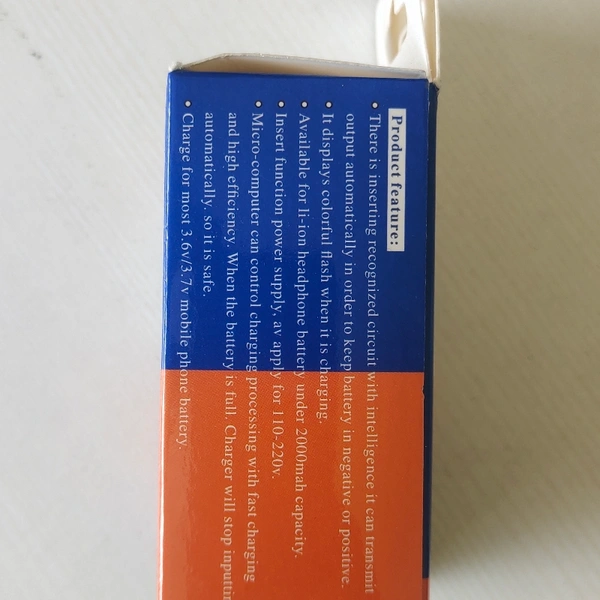 Product feature:
• There is inserting recognized circuit with intelligence it can transmit
output automatically in order to keep battery in negative or positive.
• It displays colorful flash when it is charging.
• Available for li-ion headphone battery under 2000mah capacity.
• Insert function power supply, av apply for 110-220v.
• Micro-computer can control charging processing with fast charging
and high efficiency. When the battery is full. Charger will stop inputtin
automatically, so it is safe.
• Charge for most 3.6v/3.7v mobile phone battery.